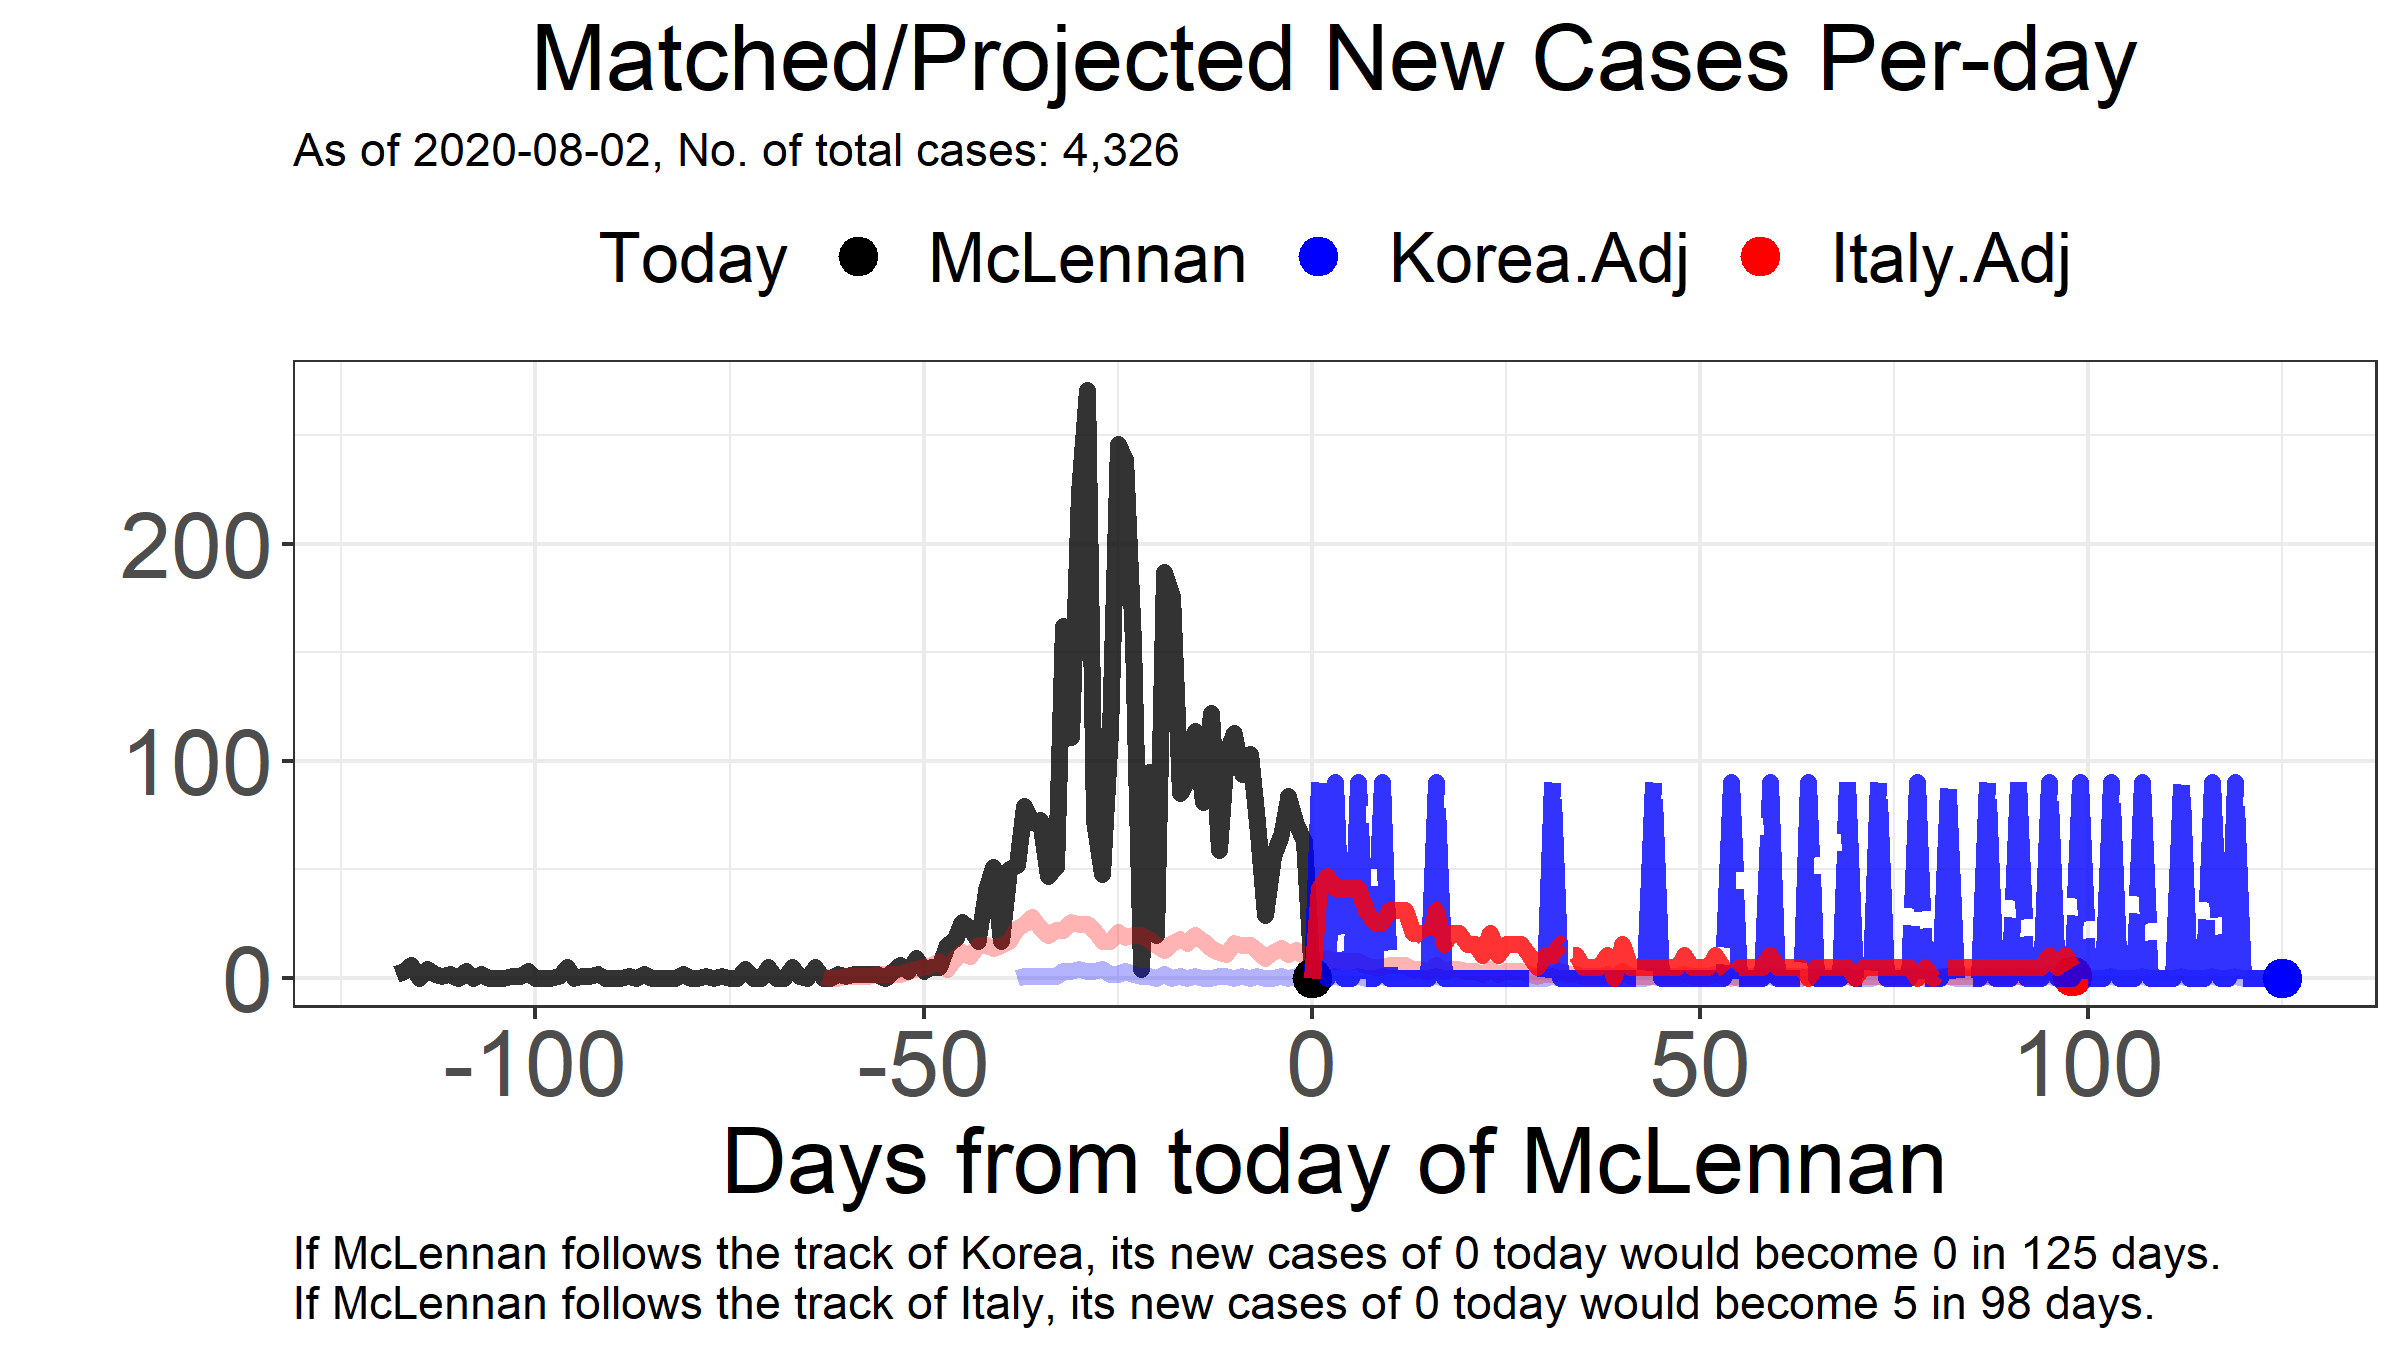 Matched/Projected New Cases Per-day
As of 2020-08-02, No. of total cases: 4,326
Today McLennan Korea.Adj Italy.Adj
200
100
0
-100 -50 0 50 100
Days from today of McLennan
If McLennan follows the track of Korea, its new cases of 0 today would become 0 in 125 days.
If McLennan follows the track of Italy, its new cases of 0 today would become 5 in 98 days.